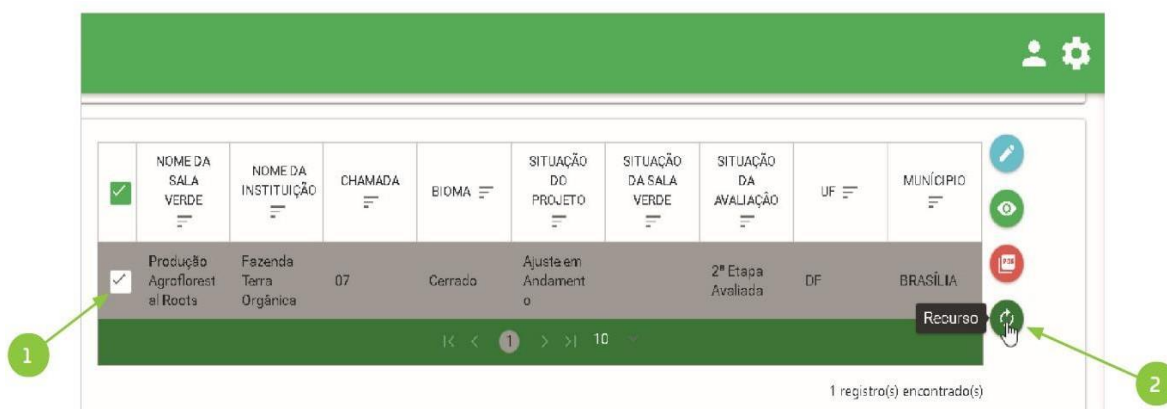 NOME DA
SALA
VERDE
NOME DA
INSTITUIÇÃO
CHAMADA
BIOMA
SITUAÇÃO
DO
PROJETO
SITUAÇÃO
DA SALA
VERDE
SITUAÇÃO
DA
AVALIAÇÃO
UF
MUNÍCIPIO
Produção
Agroflorest
al Roots
Fazenda
Terra
Orgânica
07
Cerrado
Ajuste em
Andament
o
2ª Etapa
Avaliada
DF
BRASÍLIA
PDF
Recurso
1
10
1 registro(s) encontrado(s)
1
2